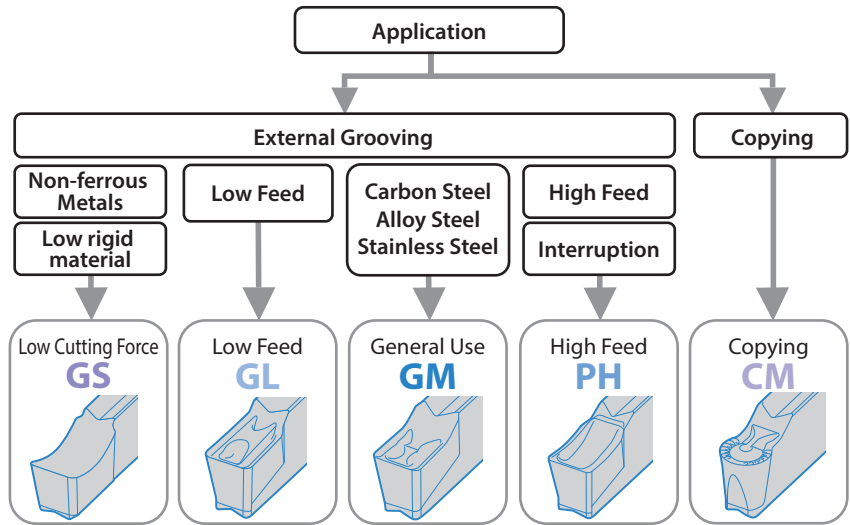 Application
External Grooving
Copying
Non-ferrous
Metals
Low rigid
material
Low Feed
Carbon Steel
Alloy Steel
Stainless Steel
High Feed
Interruption
Low Cutting Force
GS
Low Feed
GL
General Use
GM
High Feed
PH
Copying
CM